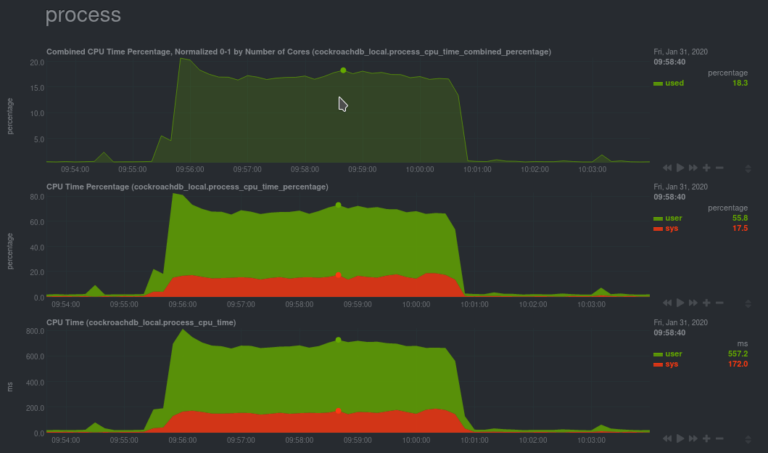 process
Combined CPU Time Percentage, Normalized 0-1 by Number of Cores (cockroachdb_local.process_cpu_time_combined_percentage)
Fri, Jan 31, 2020
09:58:40
percentage
used 18.3
percentage
20.0
15.0
10.0
5.0
09:54:00 09:55:00 09:56:00 09:57:00 09:58:00 09:59:00 10:00:00 10:01:00 10:02:00 10:03:00
CPU Time Percentage (cockroachdb_local.process_cpu_time_percentage)
Fri, Jan 31, 2020
09:58:40
percentage
user 55.8
sys 17.5
percentage
80.0
60.0
40.0
20.0
0.0
09:54:00 09:55:00 09:56:00 09:57:00 09:58:00 09:59:00 10:00:00 10:01:00 10:02:00 10:03:00
CPU Time (cockroachdb_local.process_cpu_time)
Fri, Jan 31, 2020
09:58:40
ms
user 557.2
sys 172.0
ms
800.0
600.0
400.0
200.0
0.0
09:54:00 09:55:00 09:56:00 09:57:00 09:58:00 09:59:00 10:00:00 10:01:00 10:02:00 10:03:00